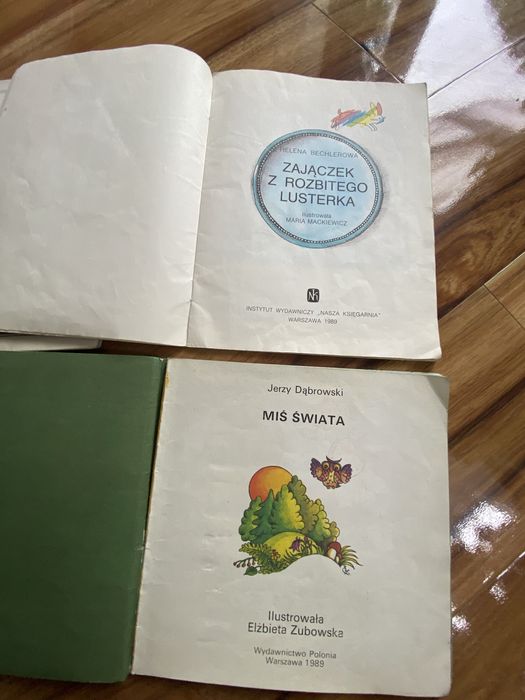 HELENA BECHLEROWA
ZAJĄCZEK
Z ROZBITEGO
LUSTERKA
ilustrowała
MARIA MACKIEWICZ
NK
INSTYTUT WYDAWNICZY „NASZA KSIĘGARNIA"
WARSZAWA 1989
Jerzy Dąbrowski
MIŚ ŚWIATA
Ilustrowała
Elżbieta Zubowska
Wydawnictwo Polonia
Warszawa 1989